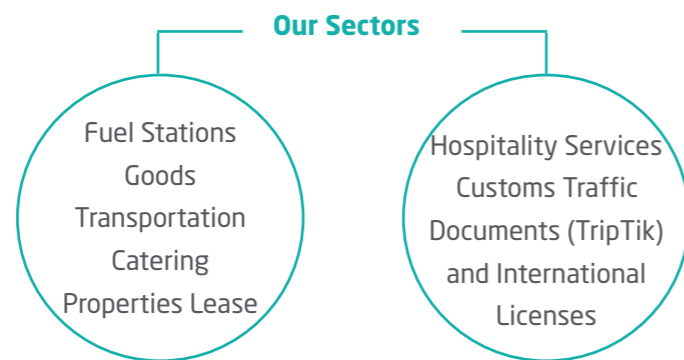 Our Sectors
Fuel Stations
Goods
Transportation
Catering
Properties Lease
Hospitality Services
Customs Traffic
Documents (TripTik)
and International
Licenses